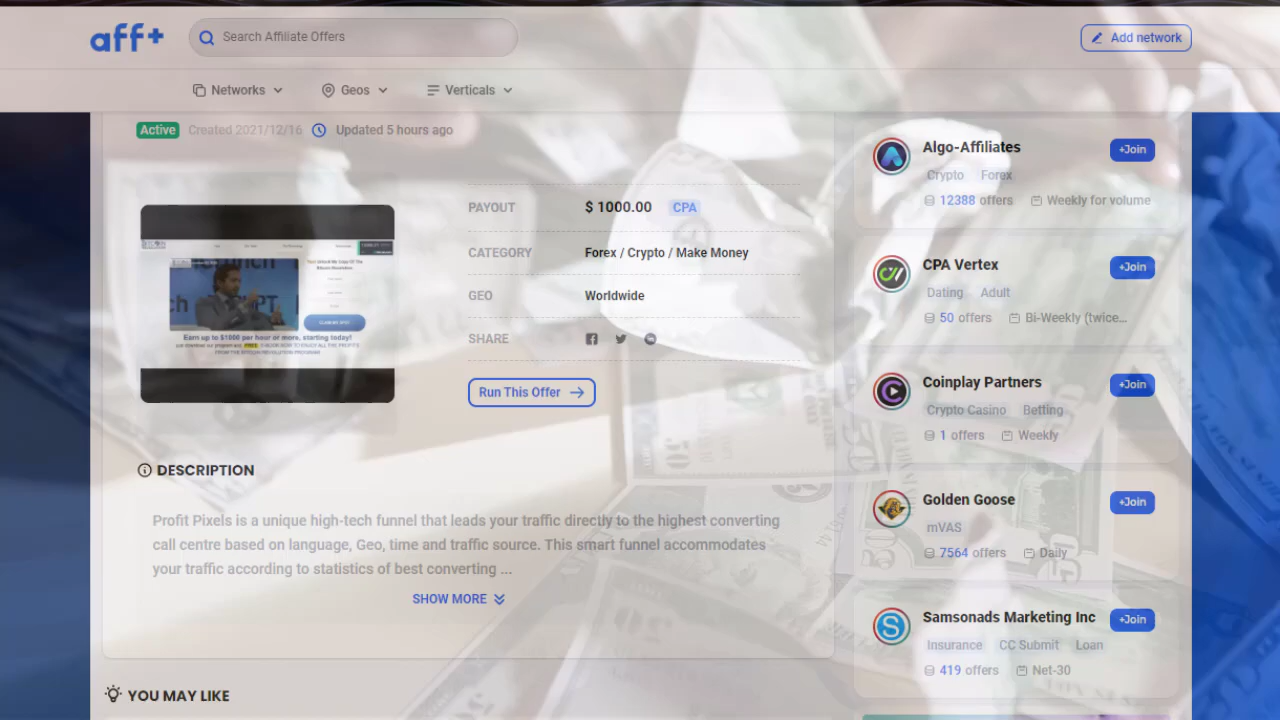 aff+
Search Affiliate Offers
Add network
Networks
Geos
Verticals
Active Created 2021/12/16 Updated 5 hours ago
PAYOUT $ 1000.00 CPA
CATEGORY Forex / Crypto / Make Money
GEO Worldwide
SHARE
Run This Offer
Earn up to $1000 per hour or more, starting today!
DESCRIPTION
Profit Pixels is a unique high-tech funnel that leads your traffic directly to the highest converting
call centre based on language, Geo, time and traffic source. This smart funnel accommodates
your traffic according to statistics of best converting ...
SHOW MORE
YOU MAY LIKE
Algo-Affiliates
+Join
Crypto Forex
12388 offers Weekly for volume
CPA Vertex
+Join
Dating Adult
50 offers Bi-Weekly (twice...
Coinplay Partners
+Join
Crypto Casino Betting
1 offers Weekly
Golden Goose
+Join
mVAS
7564 offers Daily
Samsonads Marketing Inc
+Join
Insurance CC Submit Loan
419 offers Net-30